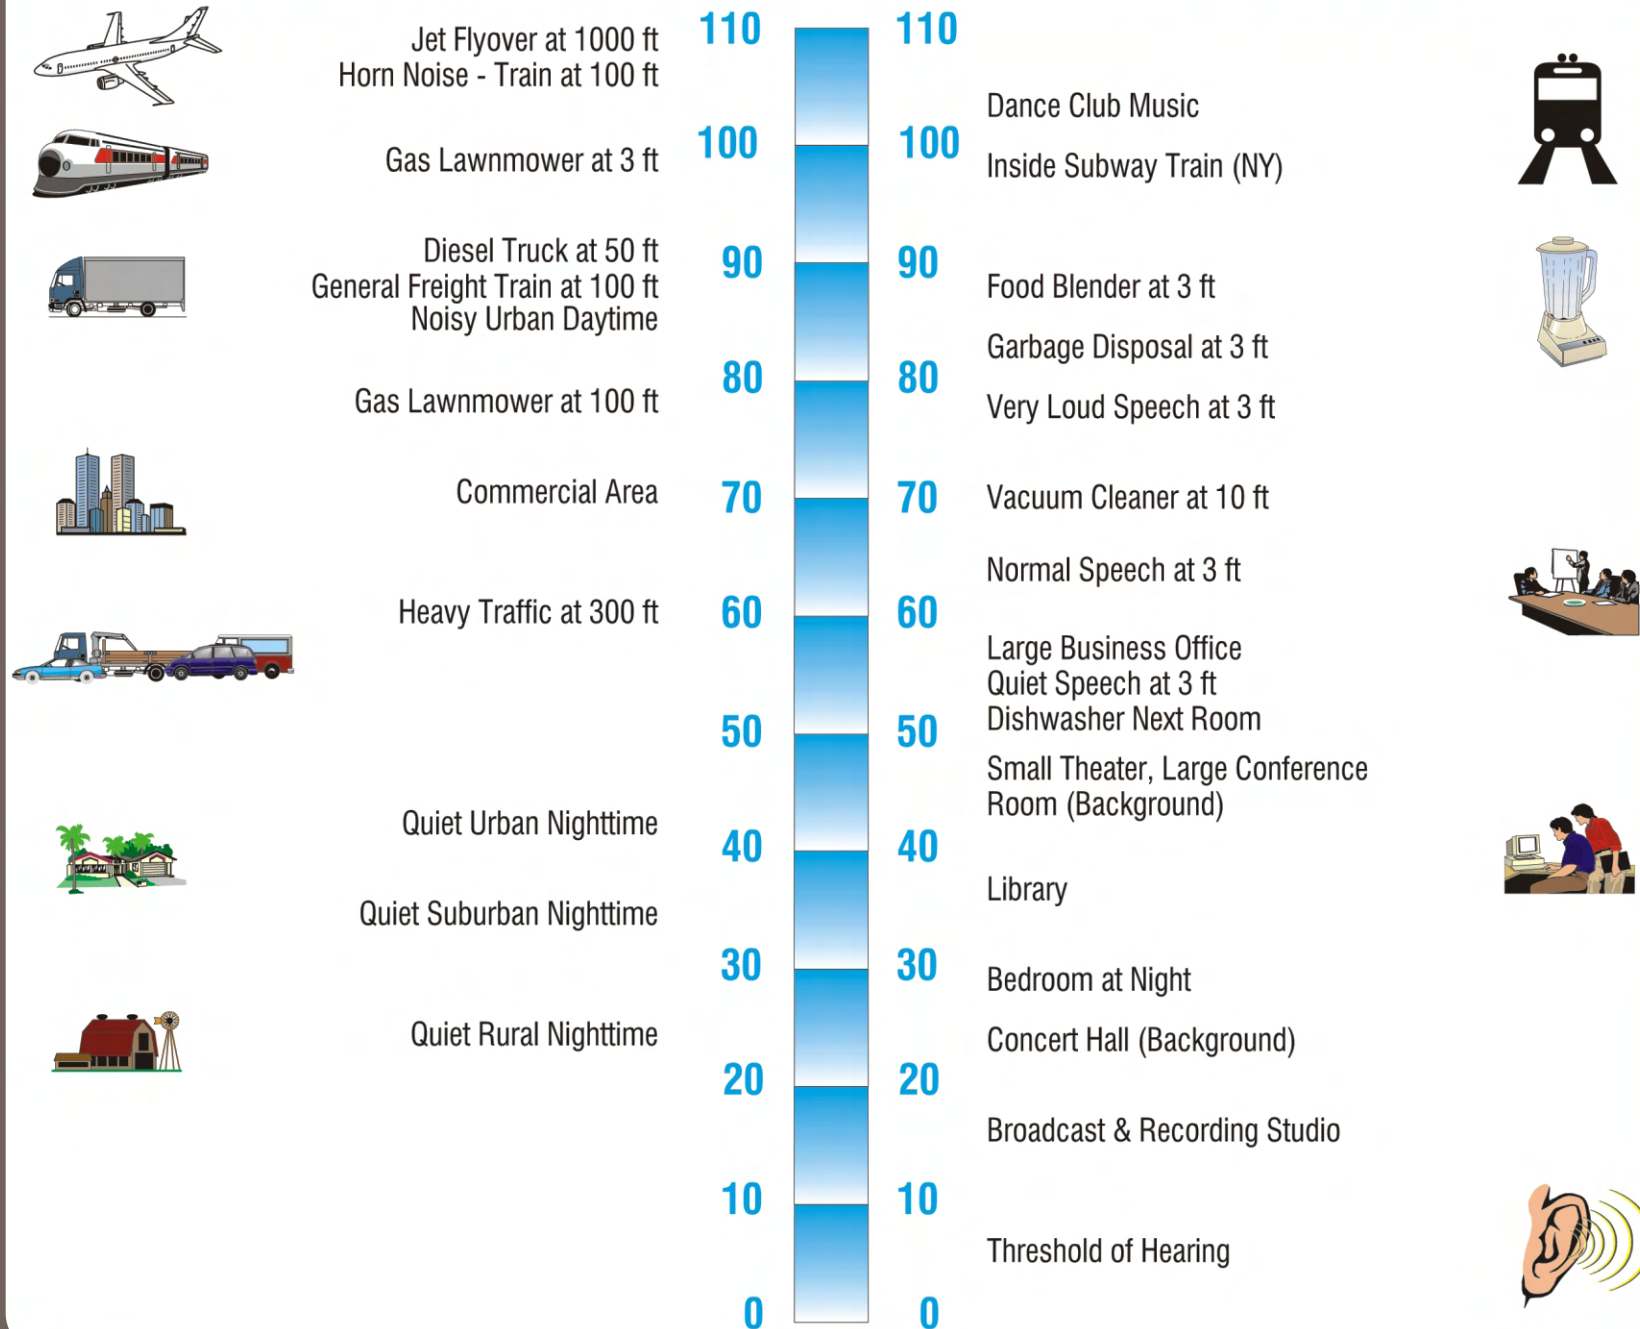 110 110
Jet Flyover at 1000 ft
Horn Noise - Train at 100 ft
Dance Club Music
100 100
Gas Lawnmower at 3 ft
Inside Subway Train (NY)
Diesel Truck at 50 ft
90 90
General Freight Train at 100 ft
Food Blender at 3 ft
Noisy Urban Daytime
Garbage Disposal at 3 ft
80 80
Gas Lawnmower at 100 ft
Very Loud Speech at 3 ft
Commercial Area
70 70
Vacuum Cleaner at 10 ft
Normal Speech at 3 ft
Heavy Traffic at 300 ft
60 60
Large Business Office
Quiet Speech at 3 ft
Dishwasher Next Room
50 50
Small Theater, Large Conference
Room (Background)
Quiet Urban Nighttime
40 40
Library
Quiet Suburban Nighttime
30 30
Bedroom at Night
Quiet Rural Nighttime
Concert Hall (Background)
20 20
Broadcast & Recording Studio
10 10
Threshold of Hearing
0 0